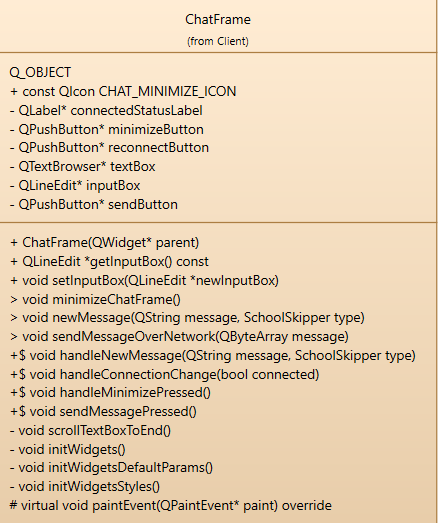 ChatFrame
(from Client)
Q_OBJECT
+ const QIcon CHAT_MINIMIZE_ICON
- QLabel* connectedStatusLabel
- QPushButton* minimizeButton
- QPushButton* reconnectButton
- QTextBrowser* textBox
- QLineEdit* inputBox
- QPushButton* sendButton
+ ChatFrame(QWidget* parent)
+ QLineEdit *getInputBox() const
+ void setInputBox(QLineEdit *newInputBox)
> void minimizeChatFrame()
> void newMessage(QString message, SchoolSkipper type)
> void sendMessageOverNetwork(QByteArray message)
+$ void handleNewMessage(QString message, SchoolSkipper type)
+$ void handleConnectionChange(bool connected)
+$ void handleMinimizePressed()
+$ void sendMessagePressed()
- void scrollTextBoxToEnd()
- void initWidgets()
- void initWidgetsDefaultParams()
- void initWidgetsStyles()
# virtual void paintEvent(QPaintEvent* paint) override